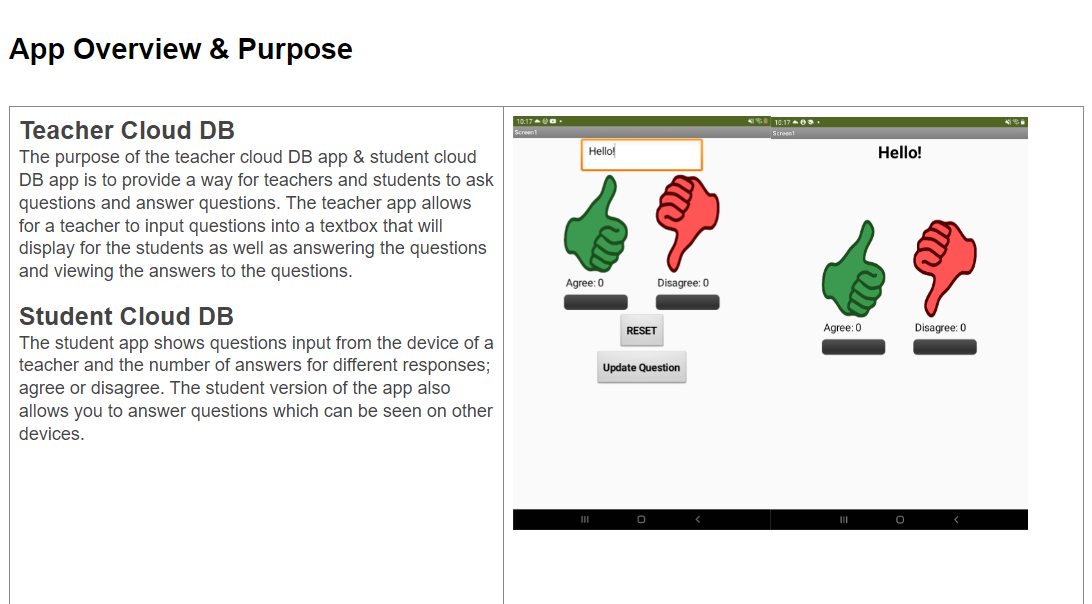 App Overview & Purpose
Teacher Cloud DB
The purpose of the teacher cloud DB app & student cloud
DB app is to provide a way for teachers and students to ask
questions and answer questions. The teacher app allows
for a teacher to input questions into a textbox that will
display for the students as well as answering the questions
and viewing the answers to the questions.
Student Cloud DB
The student app shows questions input from the device of a
teacher and the number of answers for different responses;
agree or disagree. The student version of the app also
allows you to answer questions which can be seen on other
devices.
10:17
Screen1
Hello!
Agree: 0
Disagree: 0
RESET
Update Question
10:17
Screen1
Hello!
Agree: 0
Disagree: 0